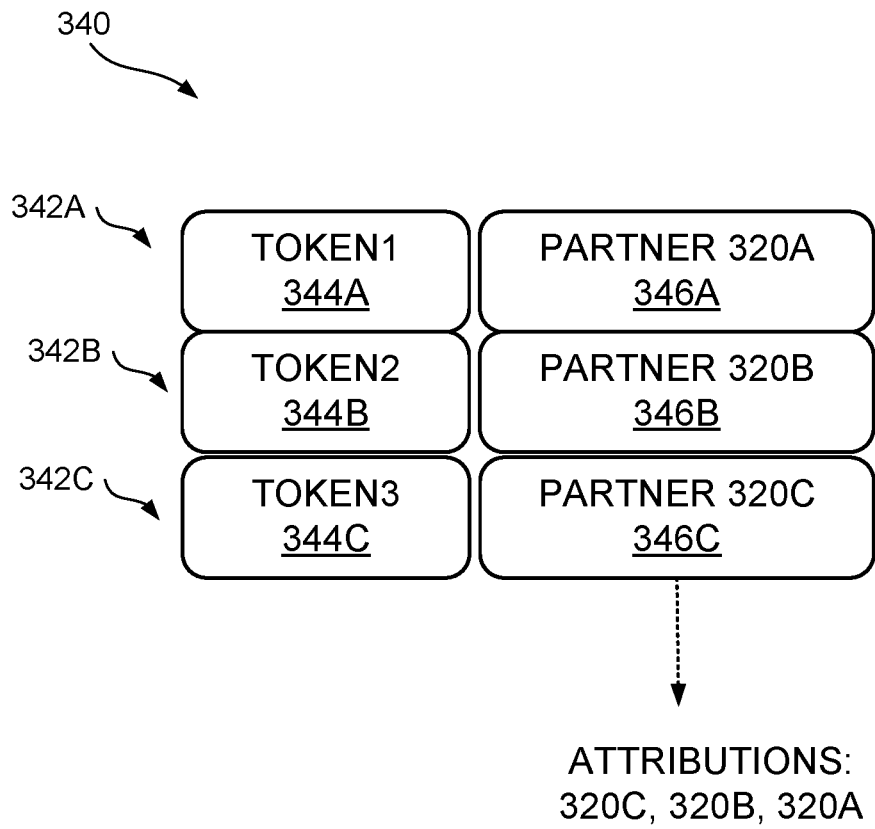 340
342A
TOKEN1
344A
PARTNER 320A
346A
342B
TOKEN2
344B
PARTNER 320B
346B
342C
TOKEN3
344C
PARTNER 320C
346C
ATTRIBUTIONS:
320C, 320B, 320A